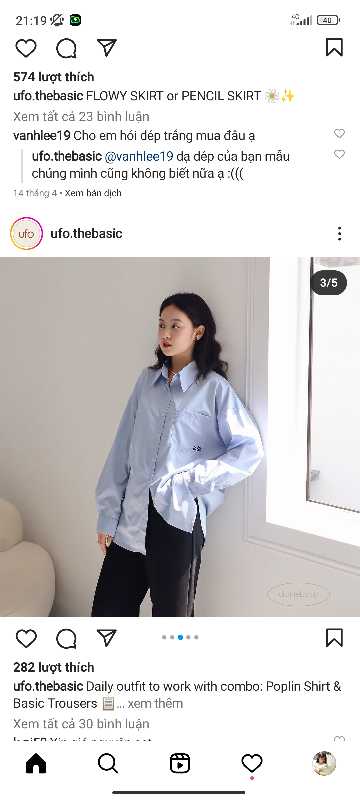 21:19
40
574 lượt thích
ufo.thebasic FLOWY SKIRT or PENCIL SKIRT ☀️✨
Xem tất cả 23 bình luận
vanhlee19 Cho em hỏi dép trắng mua đâu ạ
ufo.thebasic @vanhlee19 dạ dép của bạn mẫu
chúng mình cũng không biết nữa ạ :(((
14 tháng 4 • Xem bản dịch
ufo
ufo.thebasic
3/5
282 lượt thích
ufo.thebasic Daily outfit to work with combo: Poplin Shirt &
Basic Trousers 🗒️... xem thêm
Xem tất cả 30 bình luận